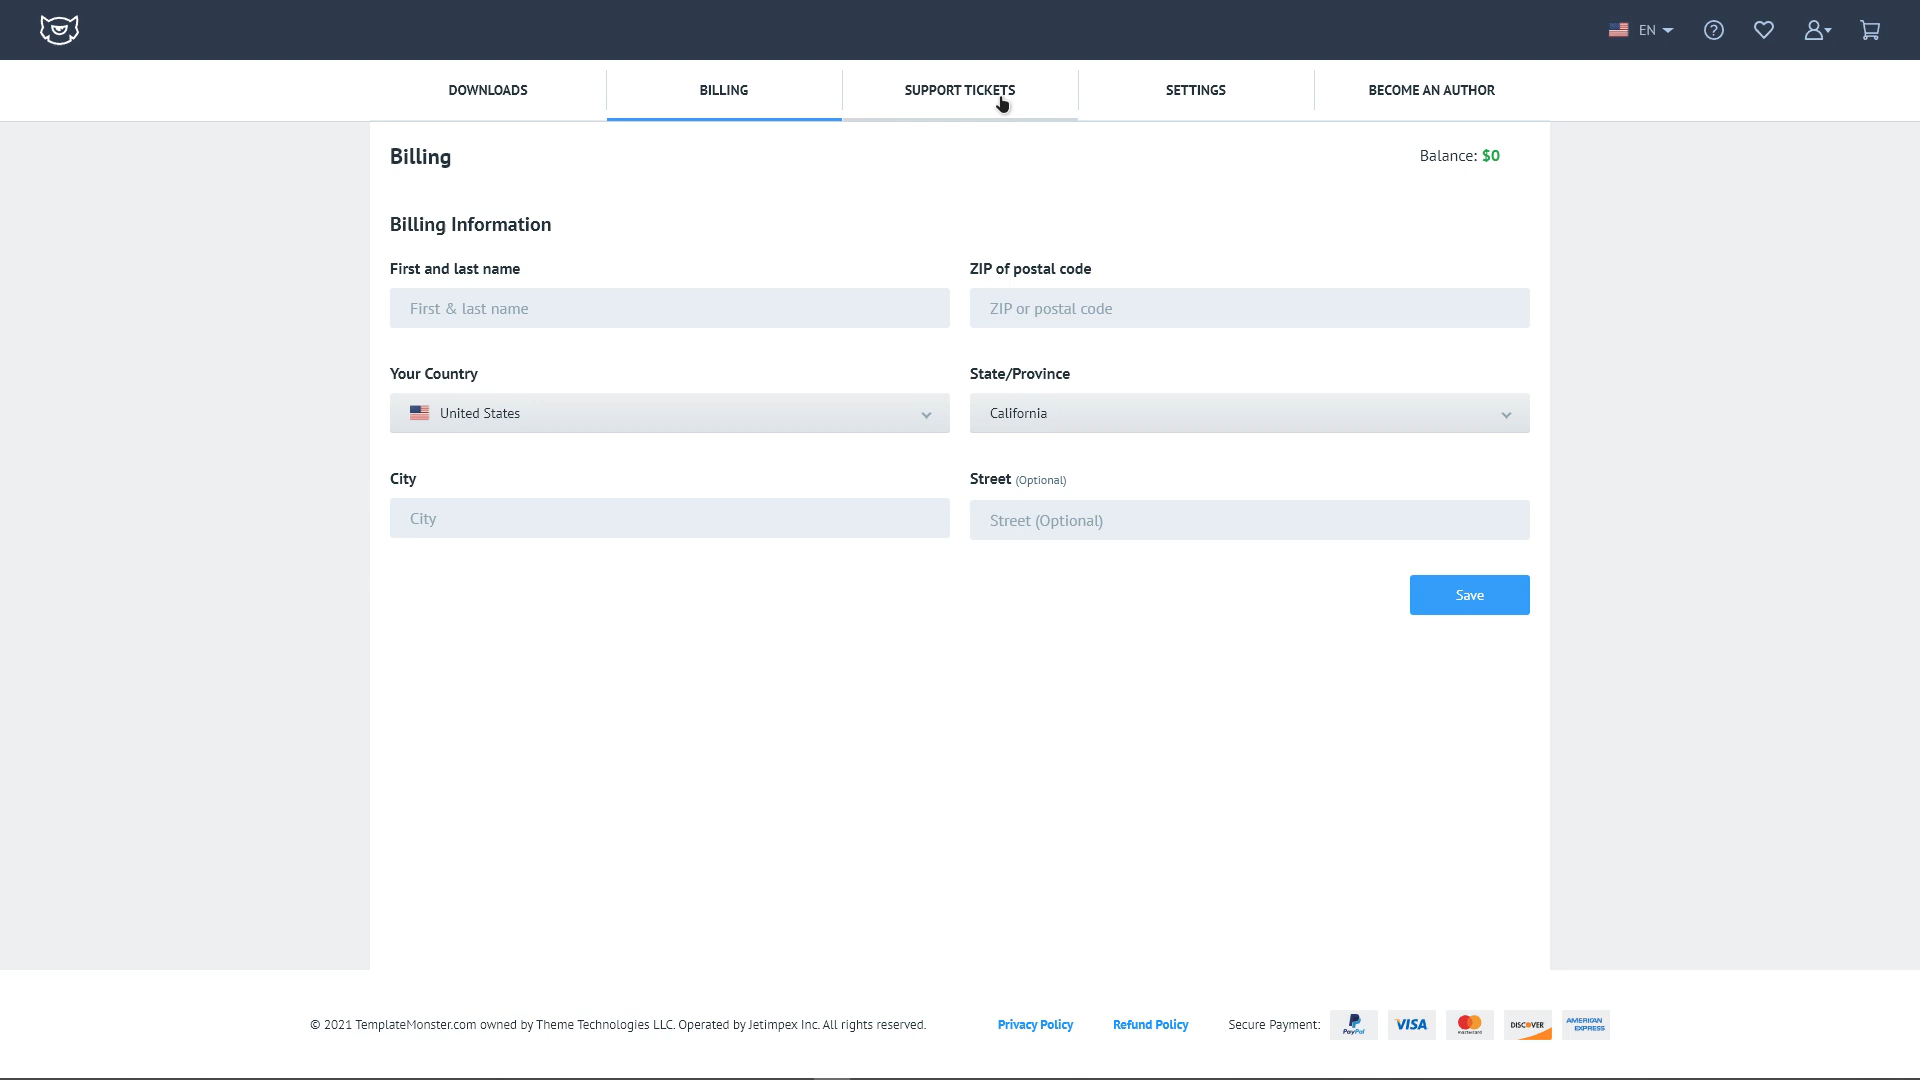 EN
DOWNLOADS
BILLING
SUPPORT TICKETS
SETTINGS
BECOME AN AUTHOR
Billing
Balance: $0
Billing Information
First and last name
ZIP of postal code
First & last name
ZIP or postal code
Your Country
State/Province
United States
California
City
Street (Optional)
City
Street (Optional)
Save
© 2021 TemplateMonster.com owned by Theme Technologies LLC. Operated by Jetimpex Inc. All rights reserved.
Privacy Policy
Refund Policy
Secure Payment:
PayPal
VISA
mastercard
DISCOVER
AMERICAN
EXPRESS